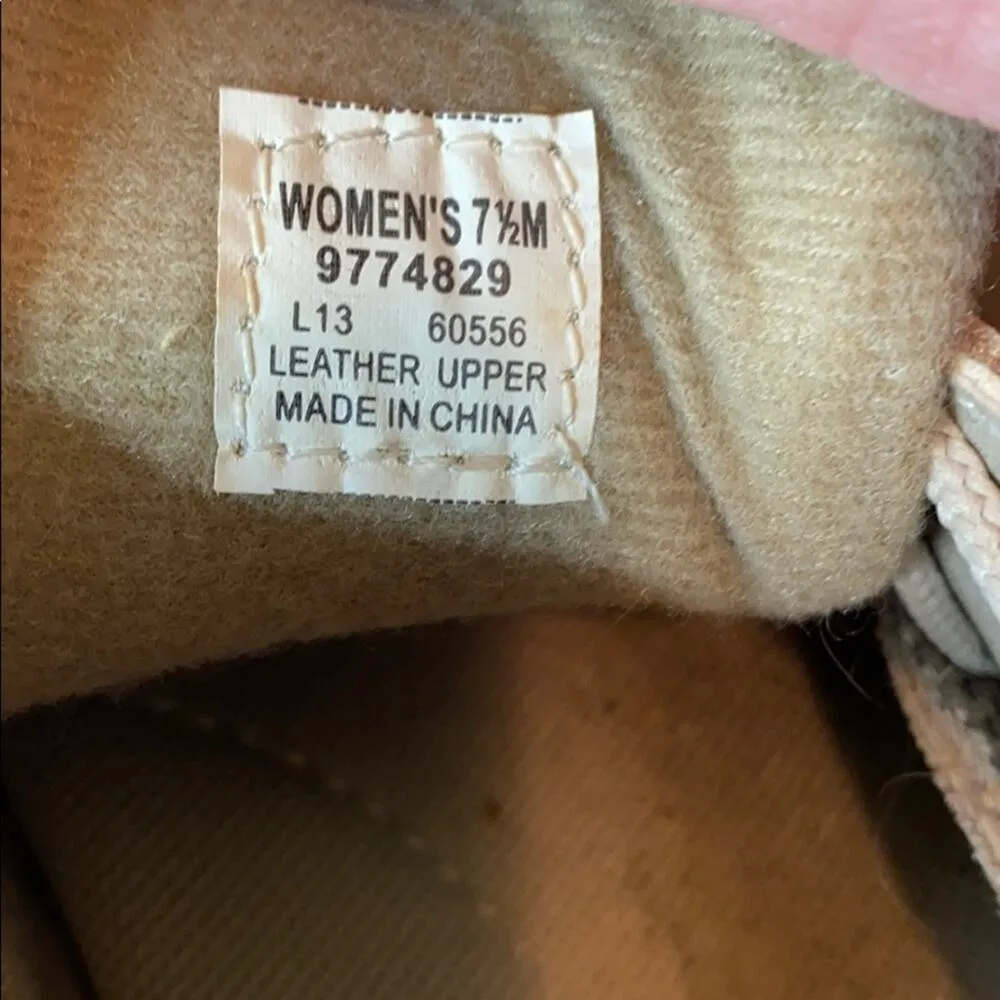 WOMEN'S 7½M
9774829
L13 60556
LEATHER UPPER
MADE IN CHINA